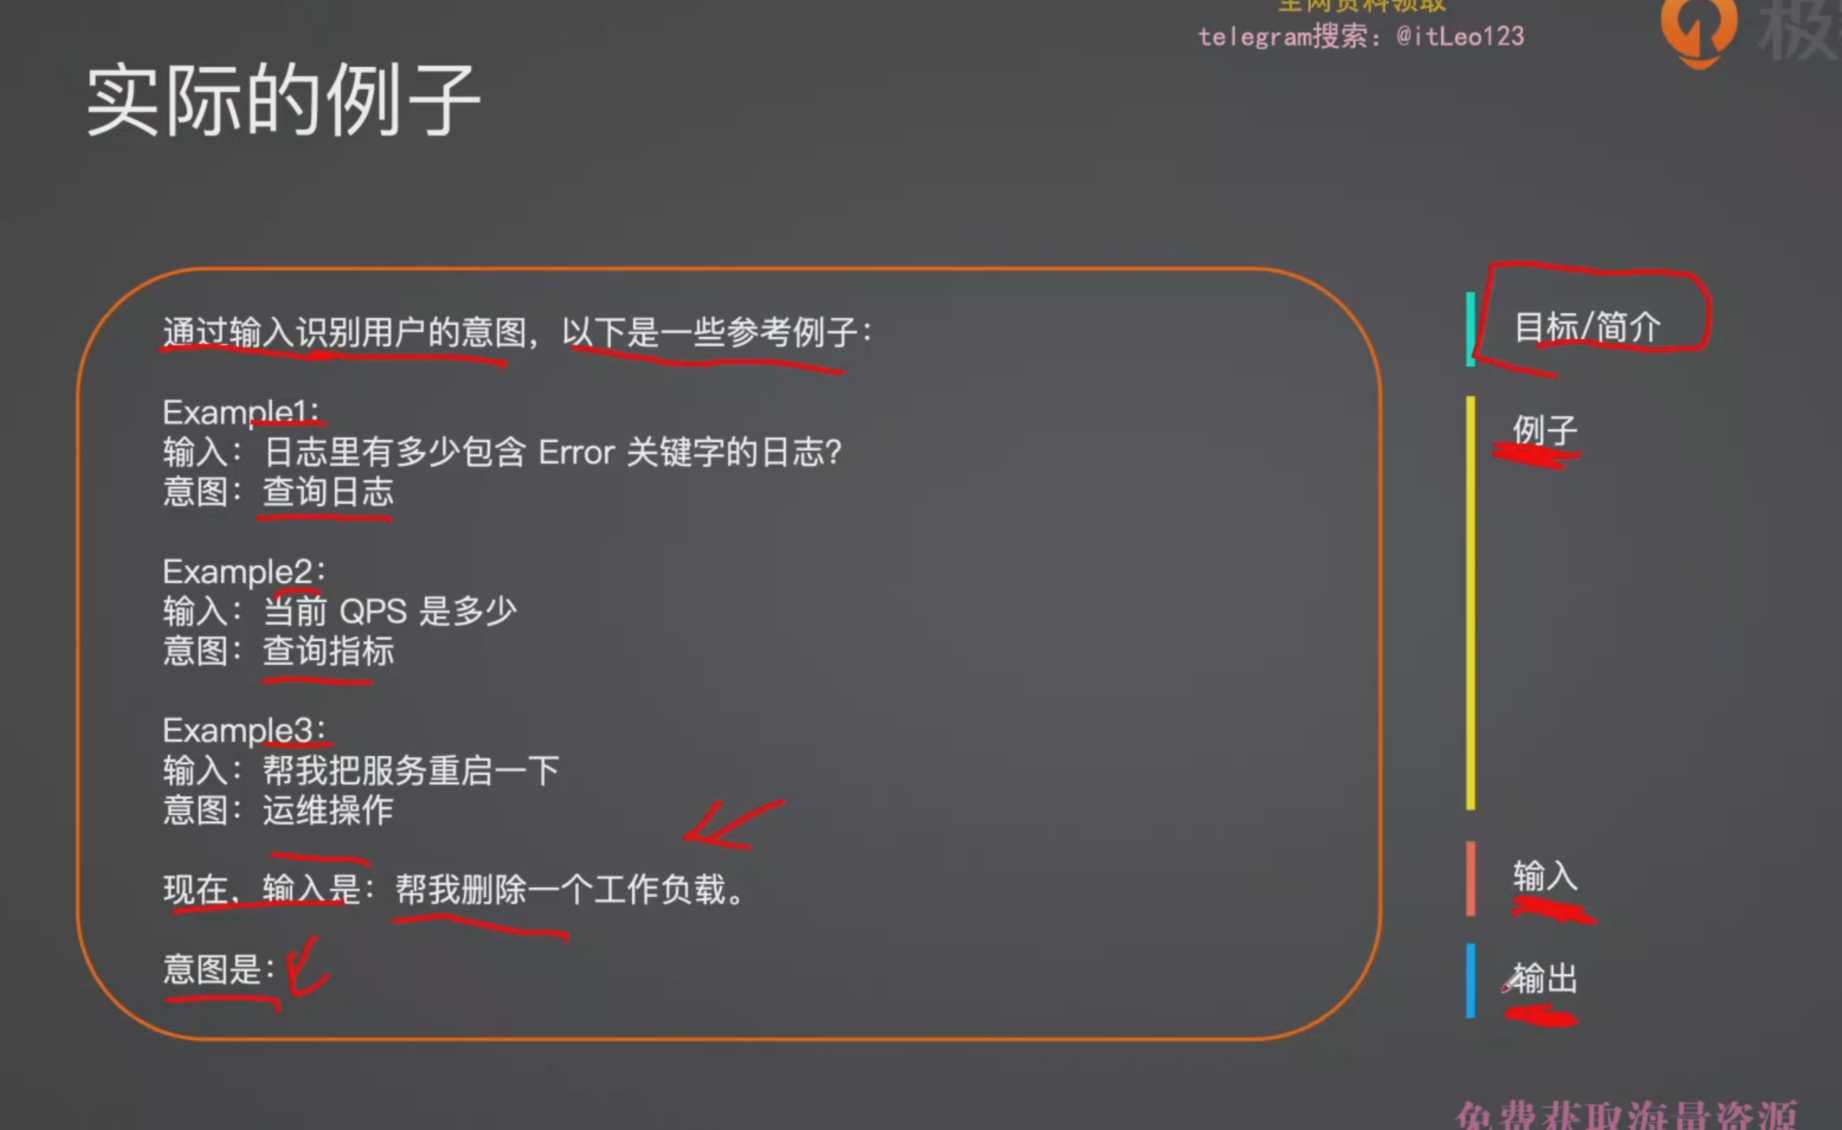 全网资料领取
telegram搜索：@itLeo123
极
实际的例子
通过输入识别用户的意图，以下是一些参考例子：
Example1：
输入：日志里有多少包含 Error 关键字的日志？
意图：查询日志
Example2：
输入：当前 QPS 是多少
意图：查询指标
Example3：
输入：帮我把服务重启一下
意图：运维操作
现在，输入是：帮我删除一个工作负载。
意图是：
目标/简介
例子
输入
输出
免费获取海量资源